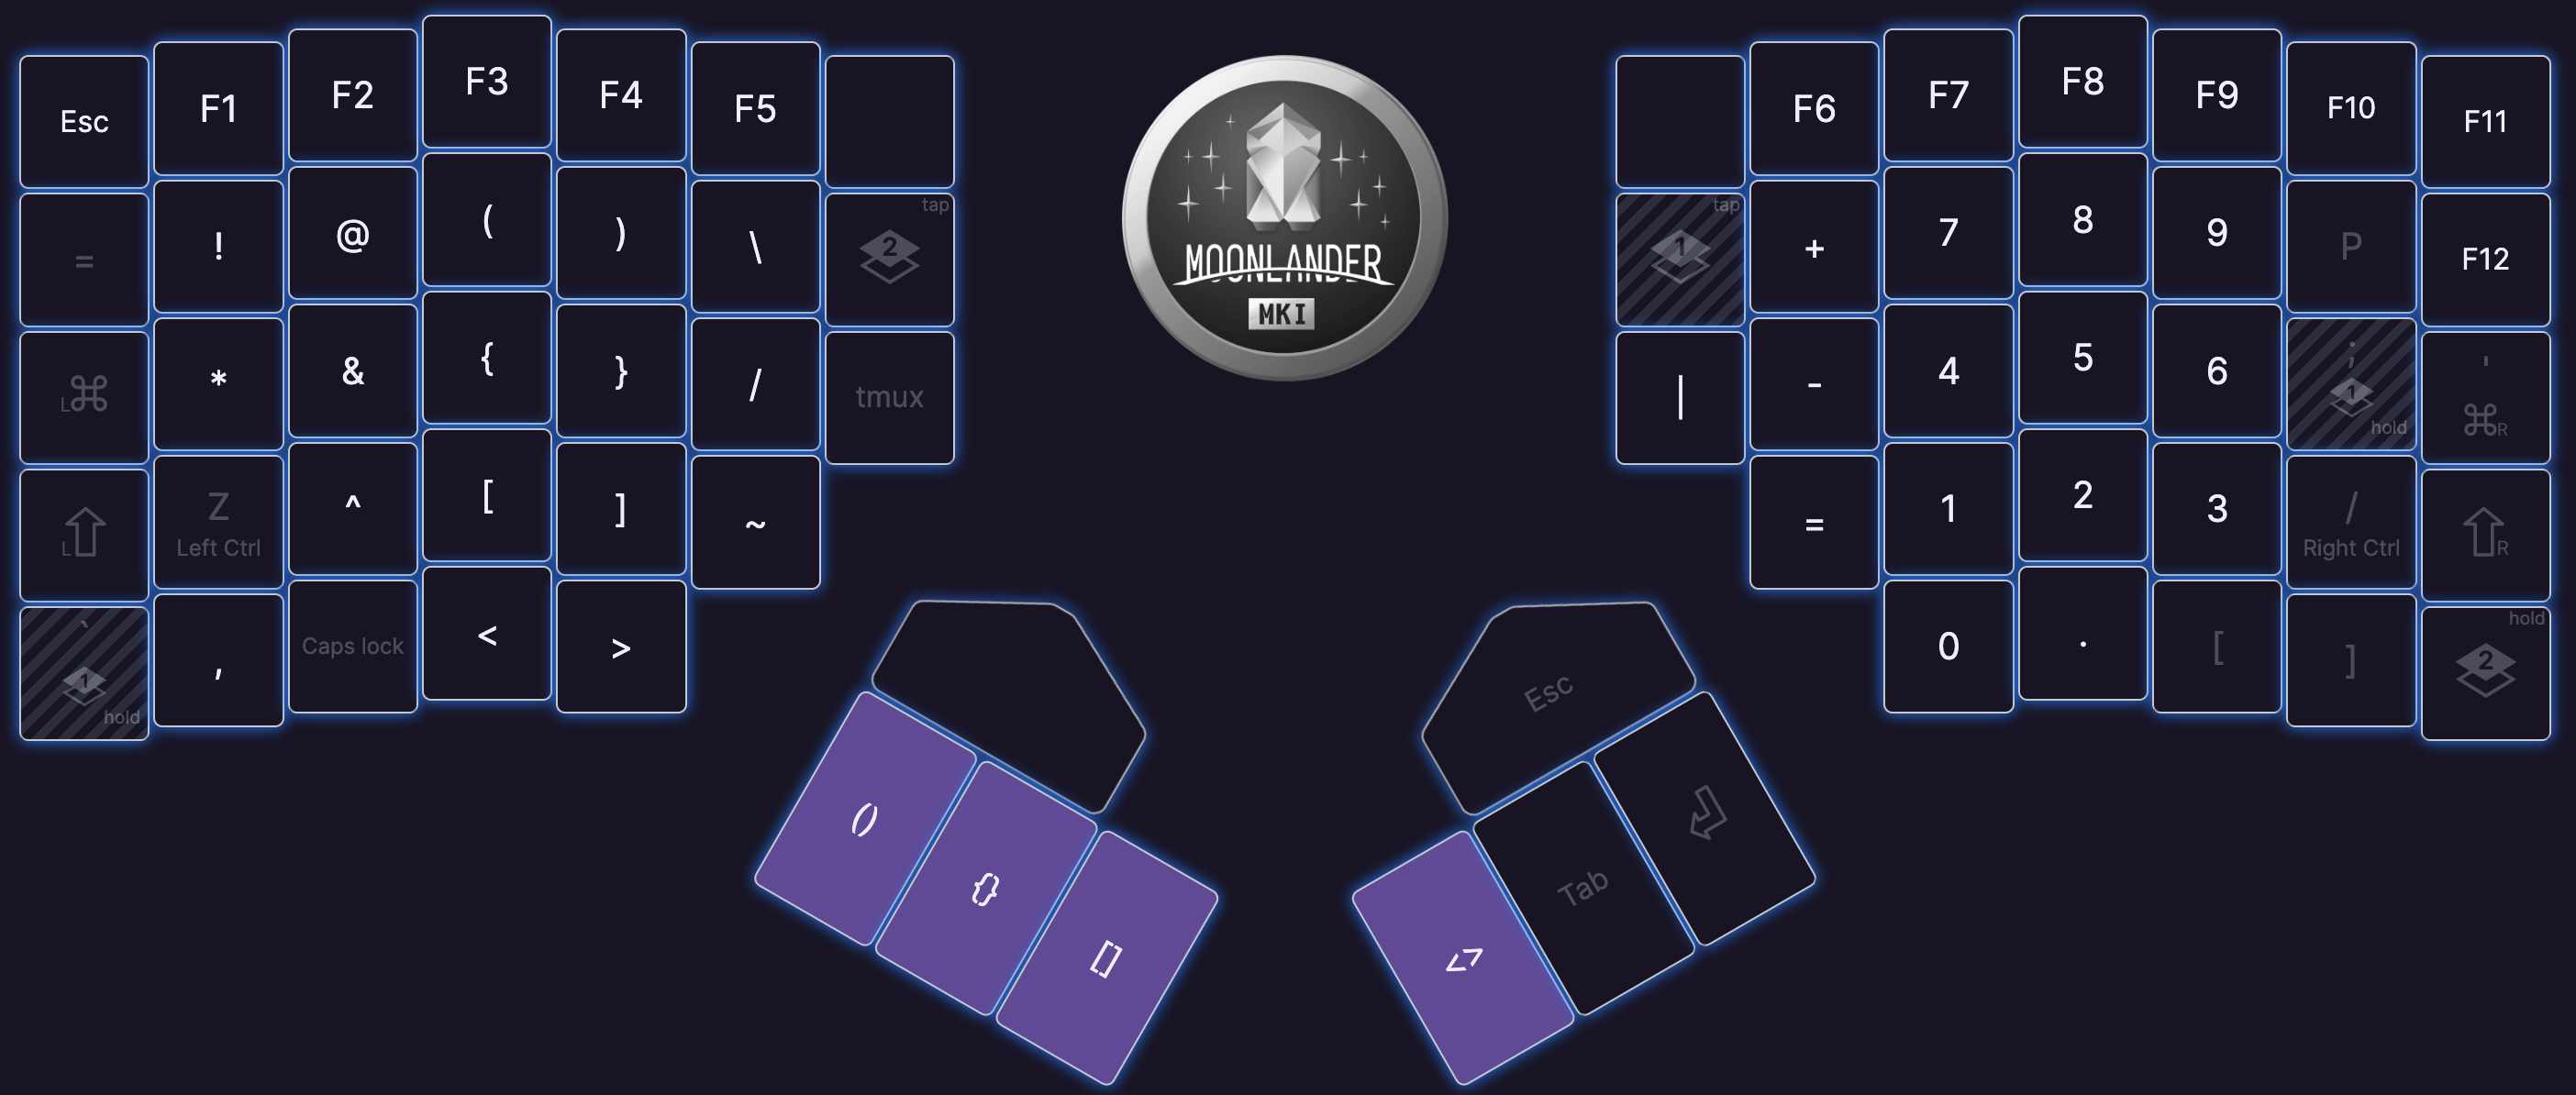 Esc F1 F2 F3 F4 F5
F6 F7 F8 F9 F10 F11
= ! @ ( ) \ tap 2
tap 1 + 7 8 9 P F12
L⌘ * & { } / tmux
| - 4 5 6 ; 1 hold ' ⌘R
L⇧ Z Left Ctrl ^ [ ] ~
= 1 2 3 / Right Ctrl ⇧R
` 1 hold , Caps lock < >
0 . [ ] hold 2
MOONLANDER
MKI
() {} []
Esc
<> Tab